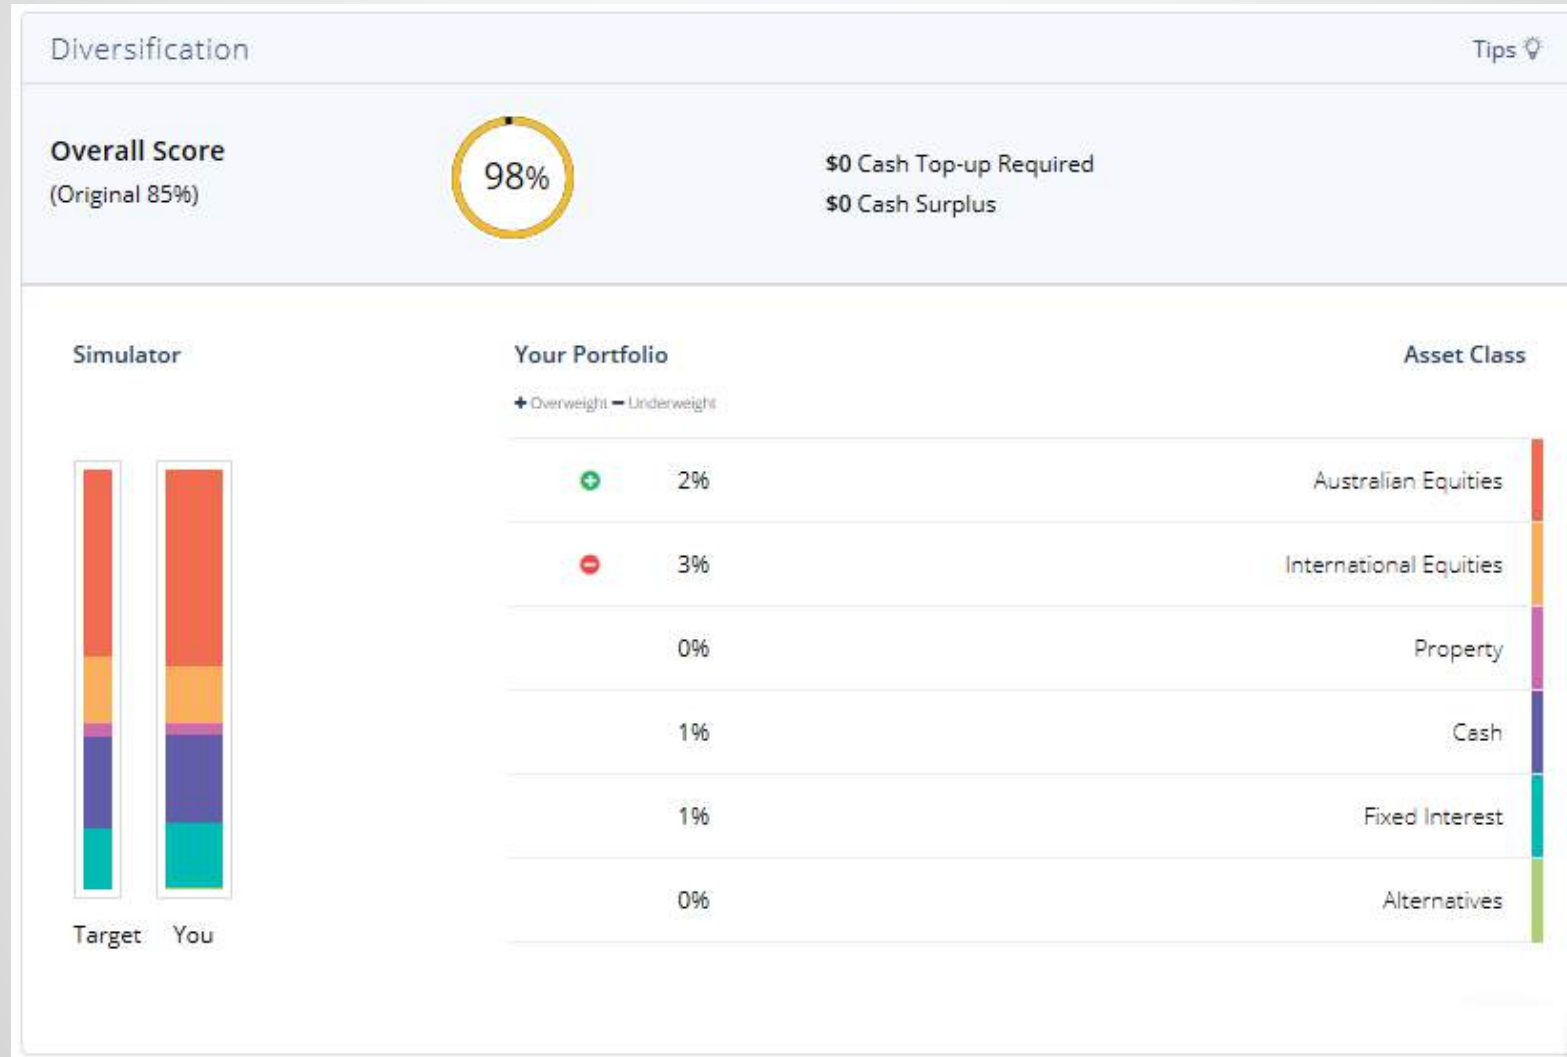 Diversification
Tips
Overall Score
(Original 85%)
98%
$0 Cash Top-up Required
$0 Cash Surplus
Simulator
Your Portfolio
Asset Class
+ Overweight − Underweight
2% Australian Equities
3% International Equities
0% Property
1% Cash
1% Fixed Interest
0% Alternatives
Target You